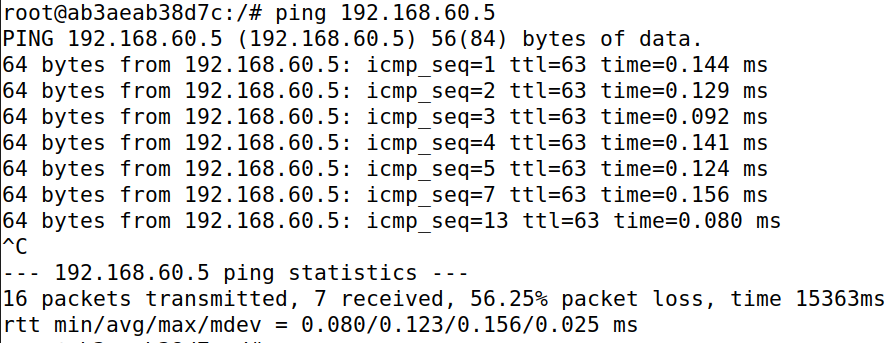 root@ab3aeab38d7c:/# ping 192.168.60.5
PING 192.168.60.5 (192.168.60.5) 56(84) bytes of data.
64 bytes from 192.168.60.5: icmp_seq=1 ttl=63 time=0.144 ms
64 bytes from 192.168.60.5: icmp_seq=2 ttl=63 time=0.129 ms
64 bytes from 192.168.60.5: icmp_seq=3 ttl=63 time=0.092 ms
64 bytes from 192.168.60.5: icmp_seq=4 ttl=63 time=0.141 ms
64 bytes from 192.168.60.5: icmp_seq=5 ttl=63 time=0.124 ms
64 bytes from 192.168.60.5: icmp_seq=7 ttl=63 time=0.156 ms
64 bytes from 192.168.60.5: icmp_seq=13 ttl=63 time=0.080 ms
^C
--- 192.168.60.5 ping statistics ---
16 packets transmitted, 7 received, 56.25% packet loss, time 15363ms
rtt min/avg/max/mdev = 0.080/0.123/0.156/0.025 ms